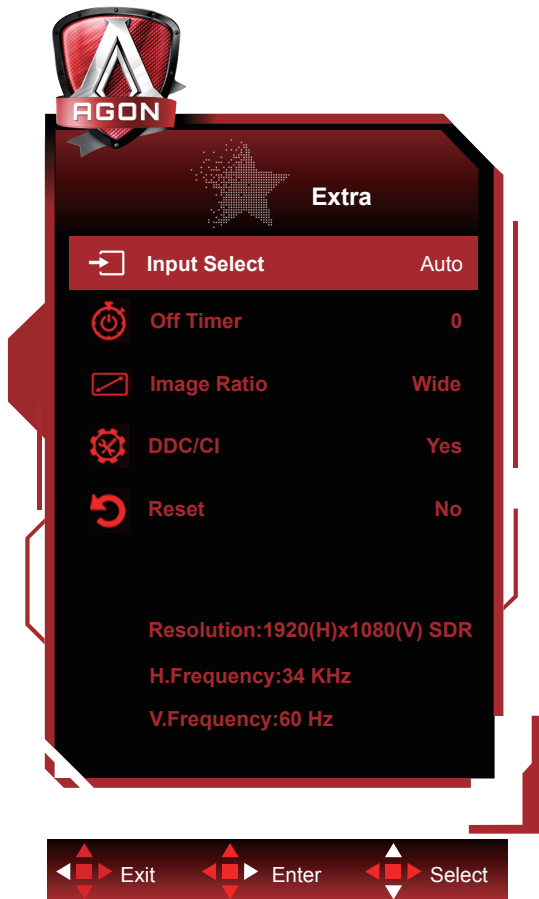 AGON
Extra
Input Select Auto
Off Timer 0
Image Ratio Wide
DDC/CI Yes
Reset No
Resolution:1920(H)x1080(V) SDR
H.Frequency:34 KHz
V.Frequency:60 Hz
Exit Enter Select